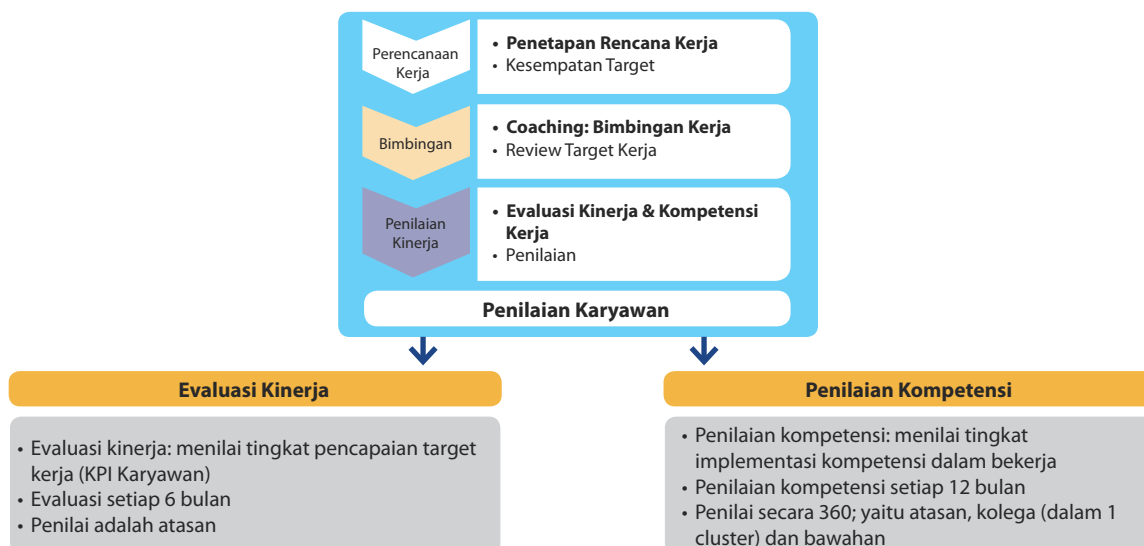 Perencanaan
Kerja
• Penetapan Rencana Kerja
• Kesempatan Target
Bimbingan
• Coaching: Bimbingan Kerja
• Review Target Kerja
Penilaian
Kinerja
• Evaluasi Kinerja & Kompetensi
Kerja
• Penilaian
Penilaian Karyawan
Evaluasi Kinerja
• Evaluasi kinerja: menilai tingkat pencapaian target
kerja (KPI Karyawan)
• Evaluasi setiap 6 bulan
• Penilai adalah atasan
Penilaian Kompetensi
• Penilaian kompetensi: menilai tingkat
implementasi kompetensi dalam bekerja
• Penilaian kompetensi setiap 12 bulan
• Penilai secara 360; yaitu atasan, kolega (dalam 1
cluster) dan bawahan